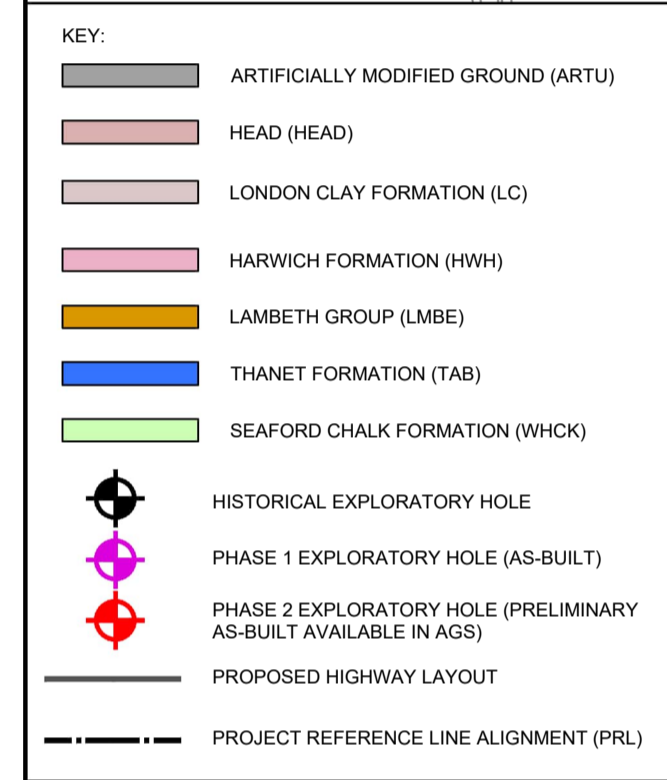 KEY:
ARTIFICIALLY MODIFIED GROUND (ARTU)
HEAD (HEAD)
LONDON CLAY FORMATION (LC)
HARWICH FORMATION (HWH)
LAMBETH GROUP (LMBE)
THANET FORMATION (TAB)
SEAFORD CHALK FORMATION (WHCK)
HISTORICAL EXPLORATORY HOLE
PHASE 1 EXPLORATORY HOLE (AS-BUILT)
PHASE 2 EXPLORATORY HOLE (PRELIMINARY
AS-BUILT AVAILABLE IN AGS)
PROPOSED HIGHWAY LAYOUT
PROJECT REFERENCE LINE ALIGNMENT (PRL)